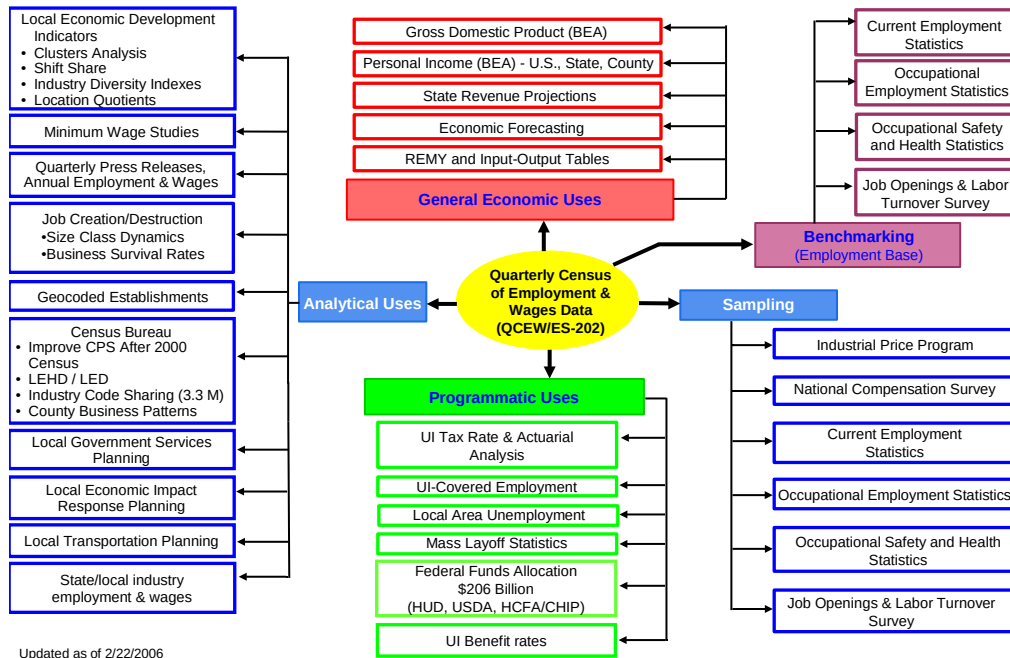 Local Economic Development
Indicators
• Clusters Analysis
• Shift Share
• Industry Diversity Indexes
• Location Quotients
Minimum Wage Studies
Quarterly Press Releases,
Annual Employment & Wages
Job Creation/Destruction
•Size Class Dynamics
•Business Survival Rates
Geocoded Establishments
Census Bureau
• Improve CPS After 2000
Census
• LEHD / LED
• Industry Code Sharing (3.3 M)
• County Business Patterns
Local Government Services
Planning
Local Economic Impact
Response Planning
Local Transportation Planning
State/local industry
employment & wages
Updated as of 2/22/2006
Analytical Uses
Gross Domestic Product (BEA)
Personal Income (BEA) - U.S., State, County
State Revenue Projections
Economic Forecasting
REMY and Input-Output Tables
General Economic Uses
Quarterly Census
of Employment &
Wages Data
(QCEW/ES-202)
Programmatic Uses
UI Tax Rate & Actuarial
Analysis
UI-Covered Employment
Local Area Unemployment
Mass Layoff Statistics
Federal Funds Allocation
$206 Billion
(HUD, USDA, HCFA/CHIP)
UI Benefit rates
Current Employment
Statistics
Occupational
Employment Statistics
Occupational Safety
and Health Statistics
Job Openings & Labor
Turnover Survey
Benchmarking
(Employment Base)
Sampling
Industrial Price Program
National Compensation Survey
Current Employment
Statistics
Occupational Employment Statistics
Occupational Safety and Health
Statistics
Job Openings & Labor Turnover
Survey